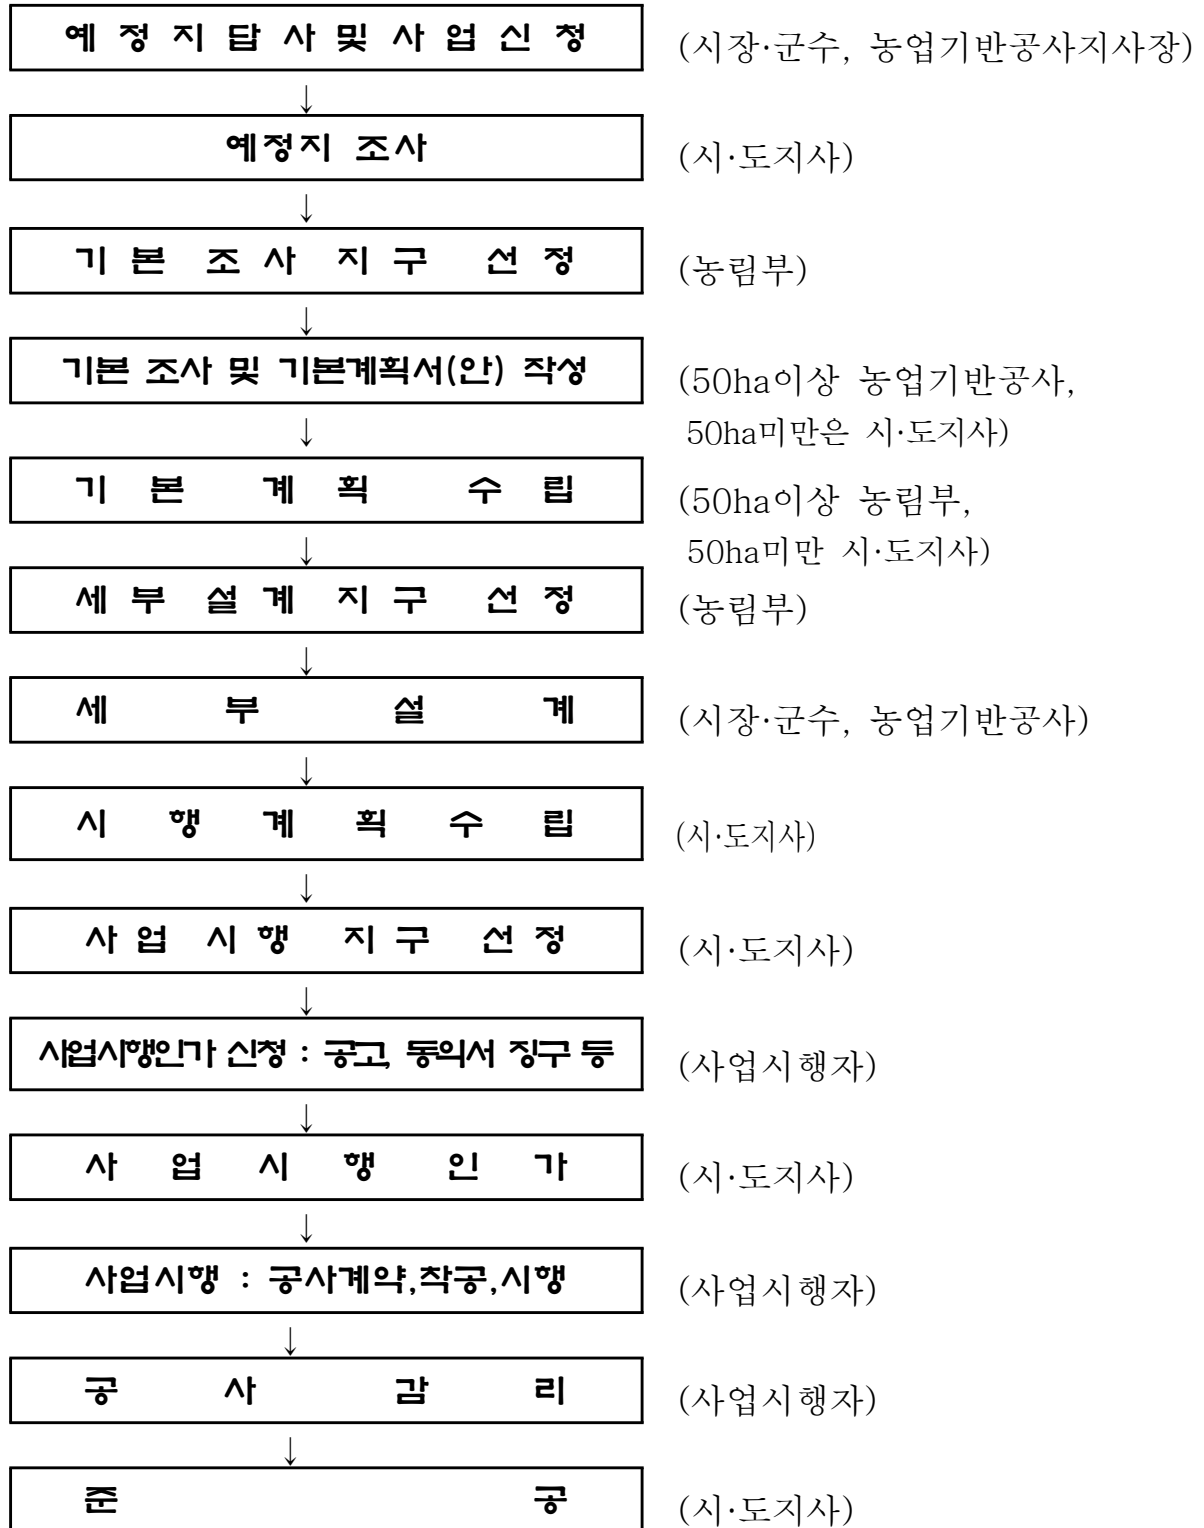 예 정 지 답 사 및 사 업 신 청 (시장·군수, 농업기반공사지사장)
↓
예정지 조사 (시·도지사)
↓
기 본 조 사 지 구 선 정 (농림부)
↓
기본 조사 및 기본계획서(안) 작성 (50ha이상 농업기반공사,
↓ 50ha미만은 시·도지사)
기 본 계 획 수 립 (50ha이상 농림부,
↓ 50ha미만 시·도지사)
세 부 설 계 지 구 선 정 (농림부)
↓
세 부 설 계 (시장·군수, 농업기반공사)
↓
시 행 계 획 수 립 (시·도지사)
↓
사 업 시 행 지 구 선 정 (시·도지사)
↓
사업시행인가 신청 : 공고, 동의서 징구 등 (사업시행자)
↓
사 업 시 행 인 가 (시·도지사)
↓
사업시행 : 공사계약,착공,시행 (사업시행자)
↓
공 사 감 리 (사업시행자)
↓
준 공 (시·도지사)